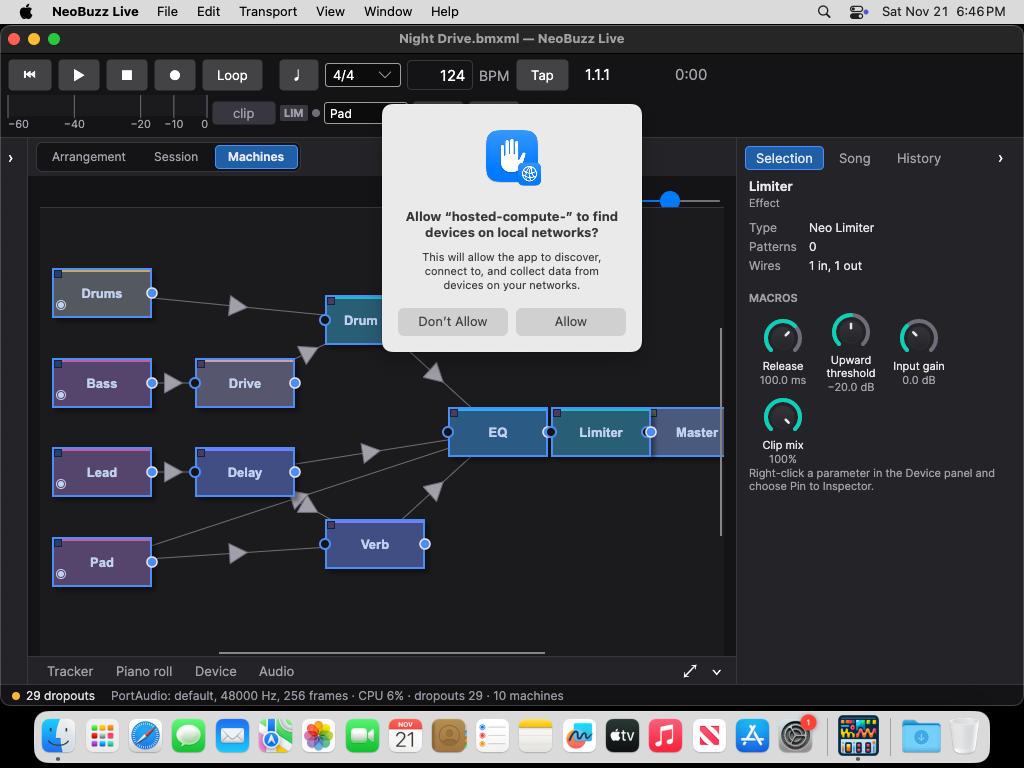 NeoBuzz Live File Edit Transport View Window Help Sat Nov 21 6:46 PM
Night Drive.bmxml — NeoBuzz Live
Loop 4/4 124 BPM Tap 1.1.1 0:00
-60 -40 -20 -10 0 clip LIM Pad
Arrangement Session Machines
Selection Song History
Limiter
Effect
Type Neo Limiter
Patterns 0
Wires 1 in, 1 out
MACROS
Release
100.0 ms
Upward
threshold
−20.0 dB
Input gain
0.0 dB
Clip mix
100%
Right-click a parameter in the Device panel and
choose Pin to Inspector.
Allow “hosted-compute-” to find
devices on local networks?
This will allow the app to discover,
connect to, and collect data from
devices on your networks.
Don’t Allow Allow
Drums
Drum
Bass
Drive
EQ
Limiter
Master
Lead
Delay
Verb
Pad
Tracker Piano roll Device Audio
29 dropouts PortAudio: default, 48000 Hz, 256 frames · CPU 6% · dropouts 29 · 10 machines
NOV
21
tv
1